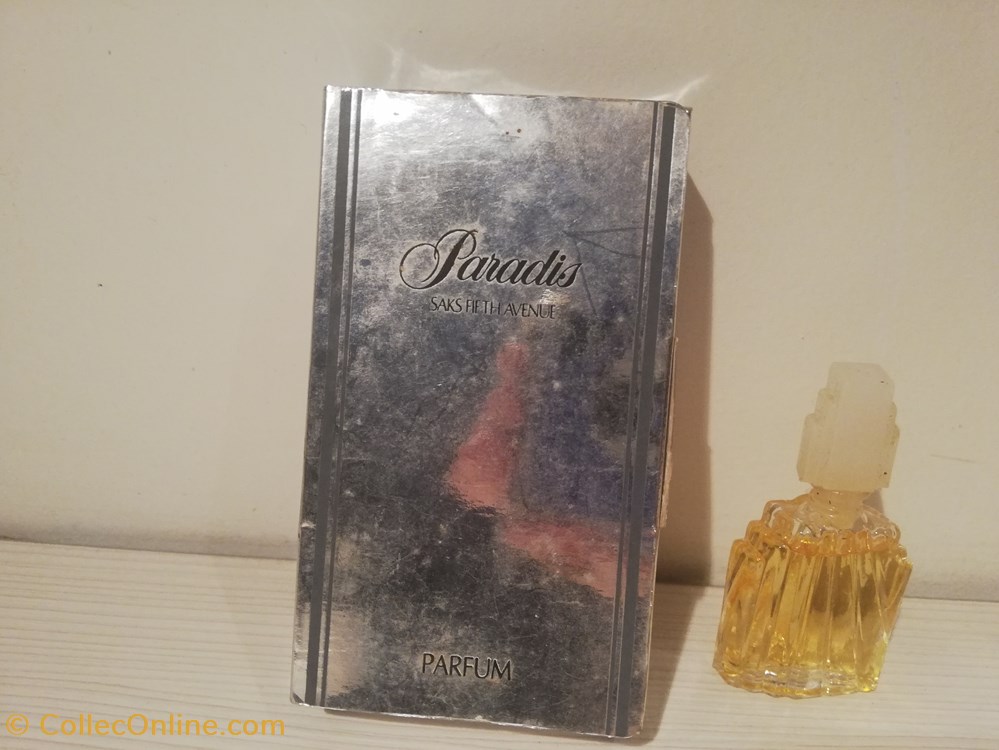 Paradis
SAKS FIFTH AVENUE
PARFUM
© CollecOnline.com